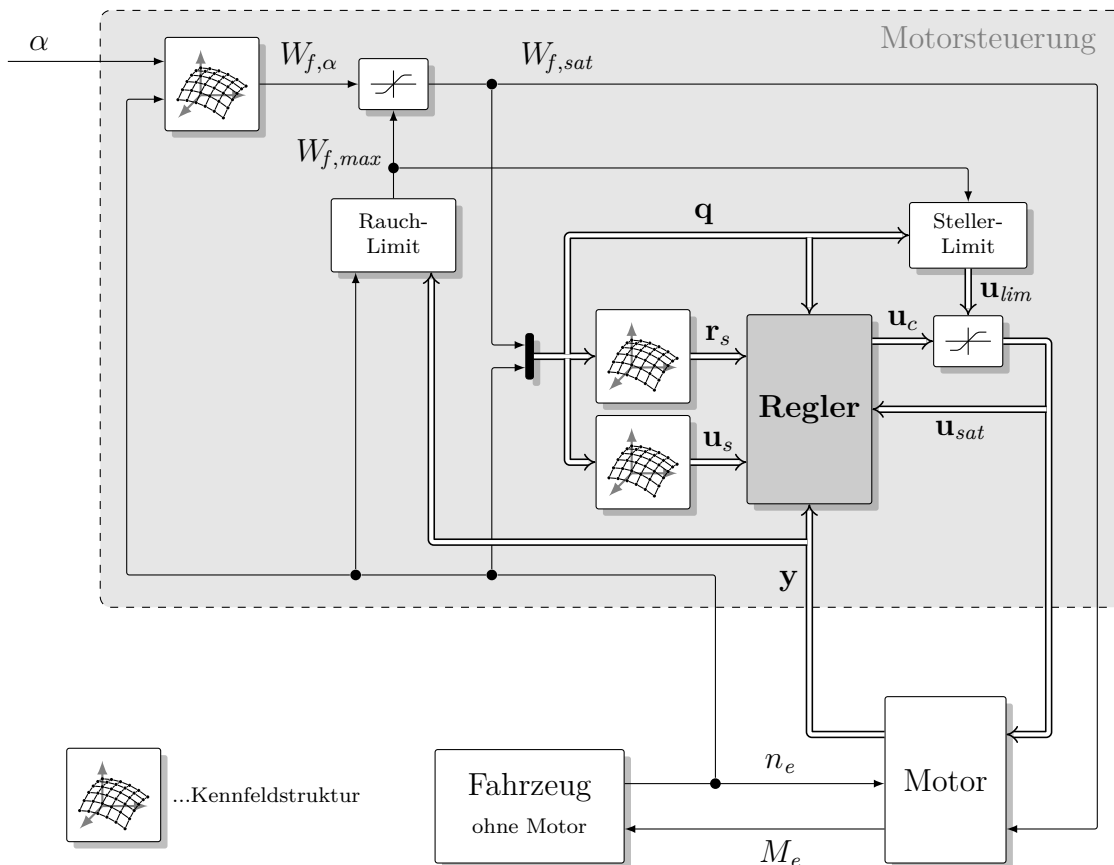 Motorsteuerung
α
W_{f,α}
W_{f,sat}
W_{f,max}
Rauch-
Limit
q
Steller-
Limit
u_{lim}
r_s
u_c
Regler
u_s
u_{sat}
y
...Kennfeldstruktur
Fahrzeug
ohne Motor
n_e
Motor
M_e